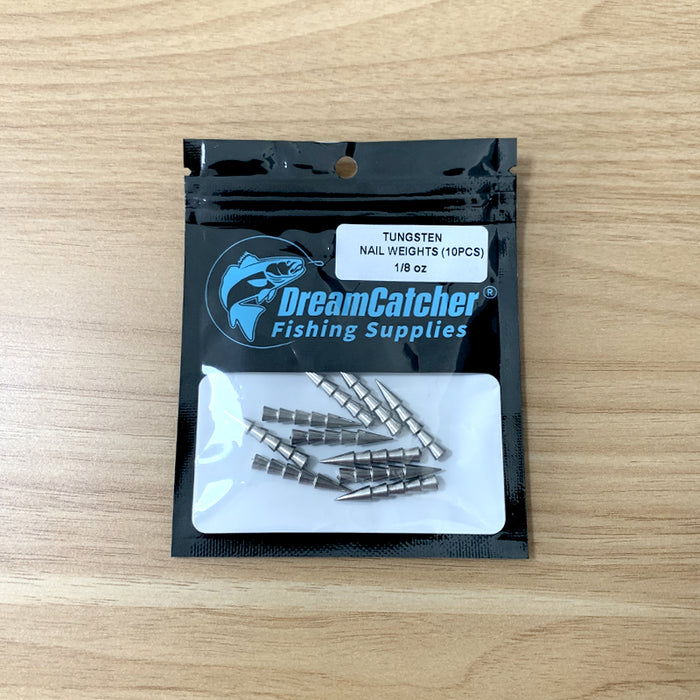 TUNGSTEN
NAIL WEIGHTS (10PCS)
1/8 oz
DreamCatcher®
Fishing Supplies